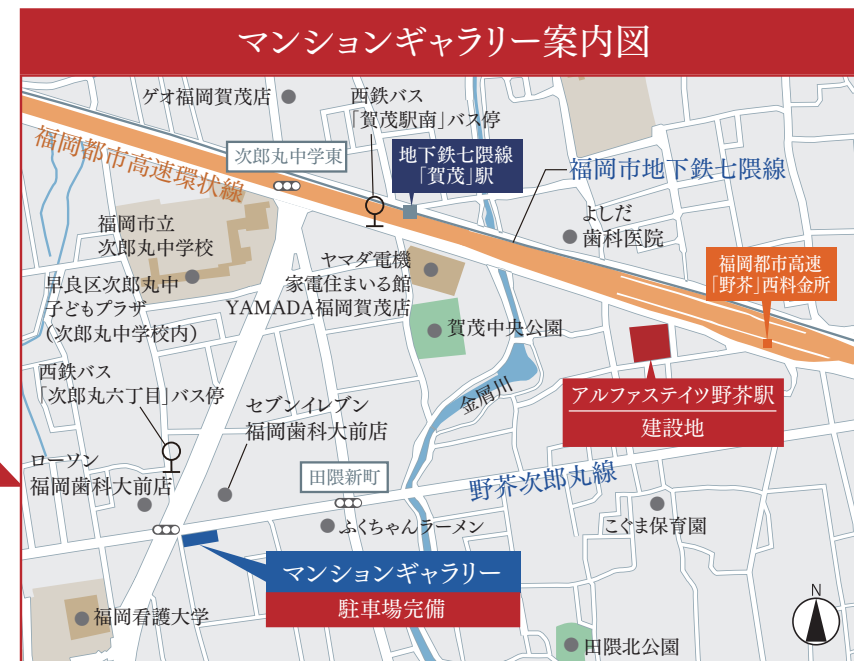 マンションギャラリー案内図
ゲオ福岡賀茂店
西鉄バス
「賀茂駅南」バス停
福岡都市高速環状線
次郎丸中学東
地下鉄七隈線
「賀茂」駅
福岡市地下鉄七隈線
福岡市立
次郎丸中学校
よしだ
歯科医院
早良区次郎丸中
子どもプラザ
(次郎丸中学校内)
ヤマダ電機
家電住まいる館
YAMADA福岡賀茂店
福岡都市高速
「野芥」西料金所
賀茂中央公園
西鉄バス
「次郎丸六丁目」バス停
セブンイレブン
福岡歯科大前店
金屑川
アルファステイツ野芥駅
建設地
ローソン
福岡歯科大前店
田隈新町
野芥次郎丸線
ふくちゃんラーメン
こぐま保育園
マンションギャラリー
駐車場完備
福岡看護大学
田隈北公園
N